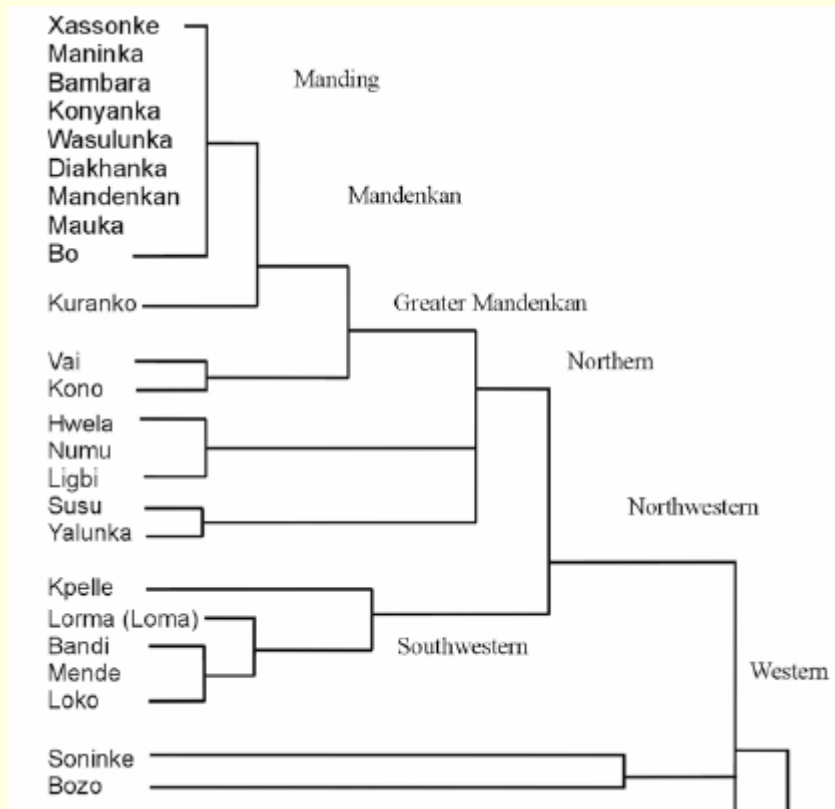 Xassonke
Maninka
Bambara
Manding
Konyanka
Wasulunka
Diakhanka
Mandenkan
Mandenkan
Mauka
Bo
Kuranko
Greater Mandenkan
Vai
Northern
Kono
Hwela
Numu
Ligbi
Susu
Northwestern
Yalunka
Kpelle
Lorma (Loma)
Bandi
Southwestern
Mende
Western
Loko
Soninke
Bozo